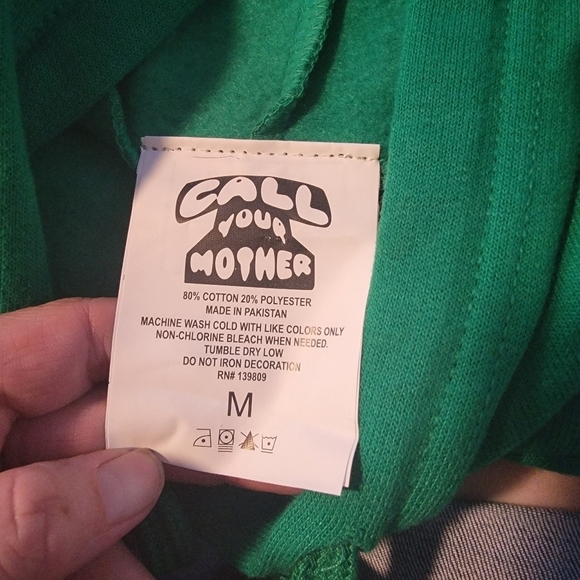 CALL
YOUR
MOTHER
80% COTTON 20% POLYESTER
MADE IN PAKISTAN
MACHINE WASH COLD WITH LIKE COLORS ONLY
NON-CHLORINE BLEACH WHEN NEEDED.
TUMBLE DRY LOW
DO NOT IRON DECORATION
RN# 139809
M